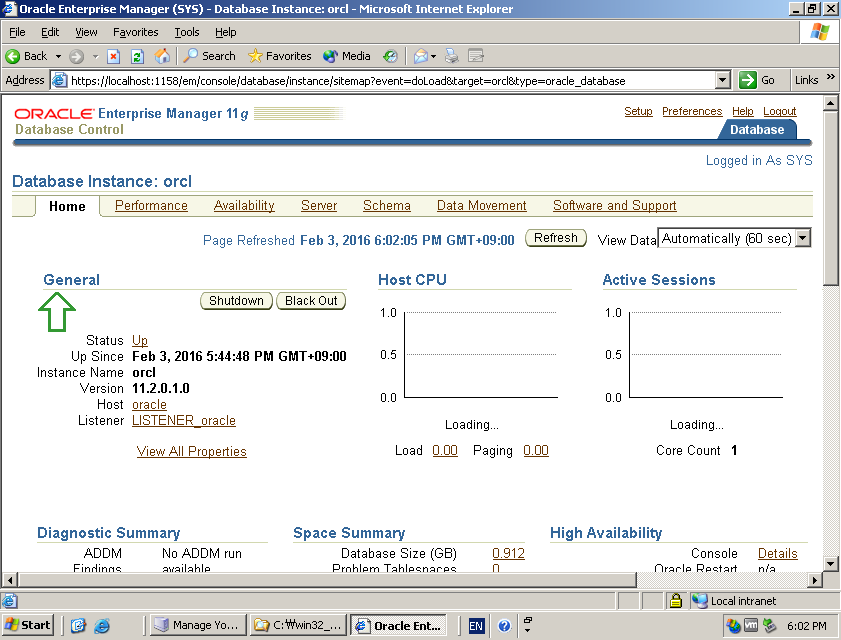 Oracle Enterprise Manager (SYS) - Database Instance: orcl - Microsoft Internet Explorer
File Edit View Favorites Tools Help
Back Search Favorites Media
Address https://localhost:1158/em/console/database/instance/sitemap?event=doLoad&target=orcl&type=oracle_database Go Links »
ORACLE Enterprise Manager 11g
Database Control
Setup Preferences Help Logout
Database
Logged in As SYS
Database Instance: orcl
Home Performance Availability Server Schema Data Movement Software and Support
Page Refreshed Feb 3, 2016 6:02:05 PM GMT+09:00 Refresh View Data Automatically (60 sec)
General
Shutdown Black Out
Status Up
Up Since Feb 3, 2016 5:44:48 PM GMT+09:00
Instance Name orcl
Version 11.2.0.1.0
Host oracle
Listener LISTENER_oracle
View All Properties
Host CPU
1.0
0.5
0.0
Loading...
Load 0.00 Paging 0.00
Active Sessions
1.0
0.5
0.0
Loading...
Core Count 1
Diagnostic Summary
ADDM No ADDM run
Findings available
Space Summary
Database Size (GB) 0.912
Problem Tablespaces 0
High Availability
Console Details
Oracle Restart n/a
Local intranet
Start Manage Yo... C:₩win32_... Oracle Ent... EN 6:02 PM